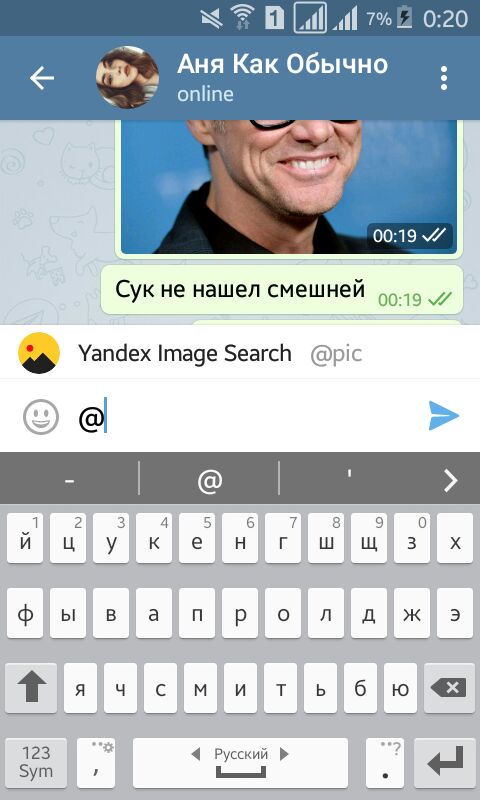 1 7% 0:20
Аня Как Обычно
online
00:19
Сук не нашел смешней 00:19
Yandex Image Search @pic
@
- @ '
1 2 3 4 5 6 7 8 9 0
й ц у к е н г ш щ з х
ф ы в а п р о л д ж э
я ч с м и т ь б ю
123 Sym , Русский . ?